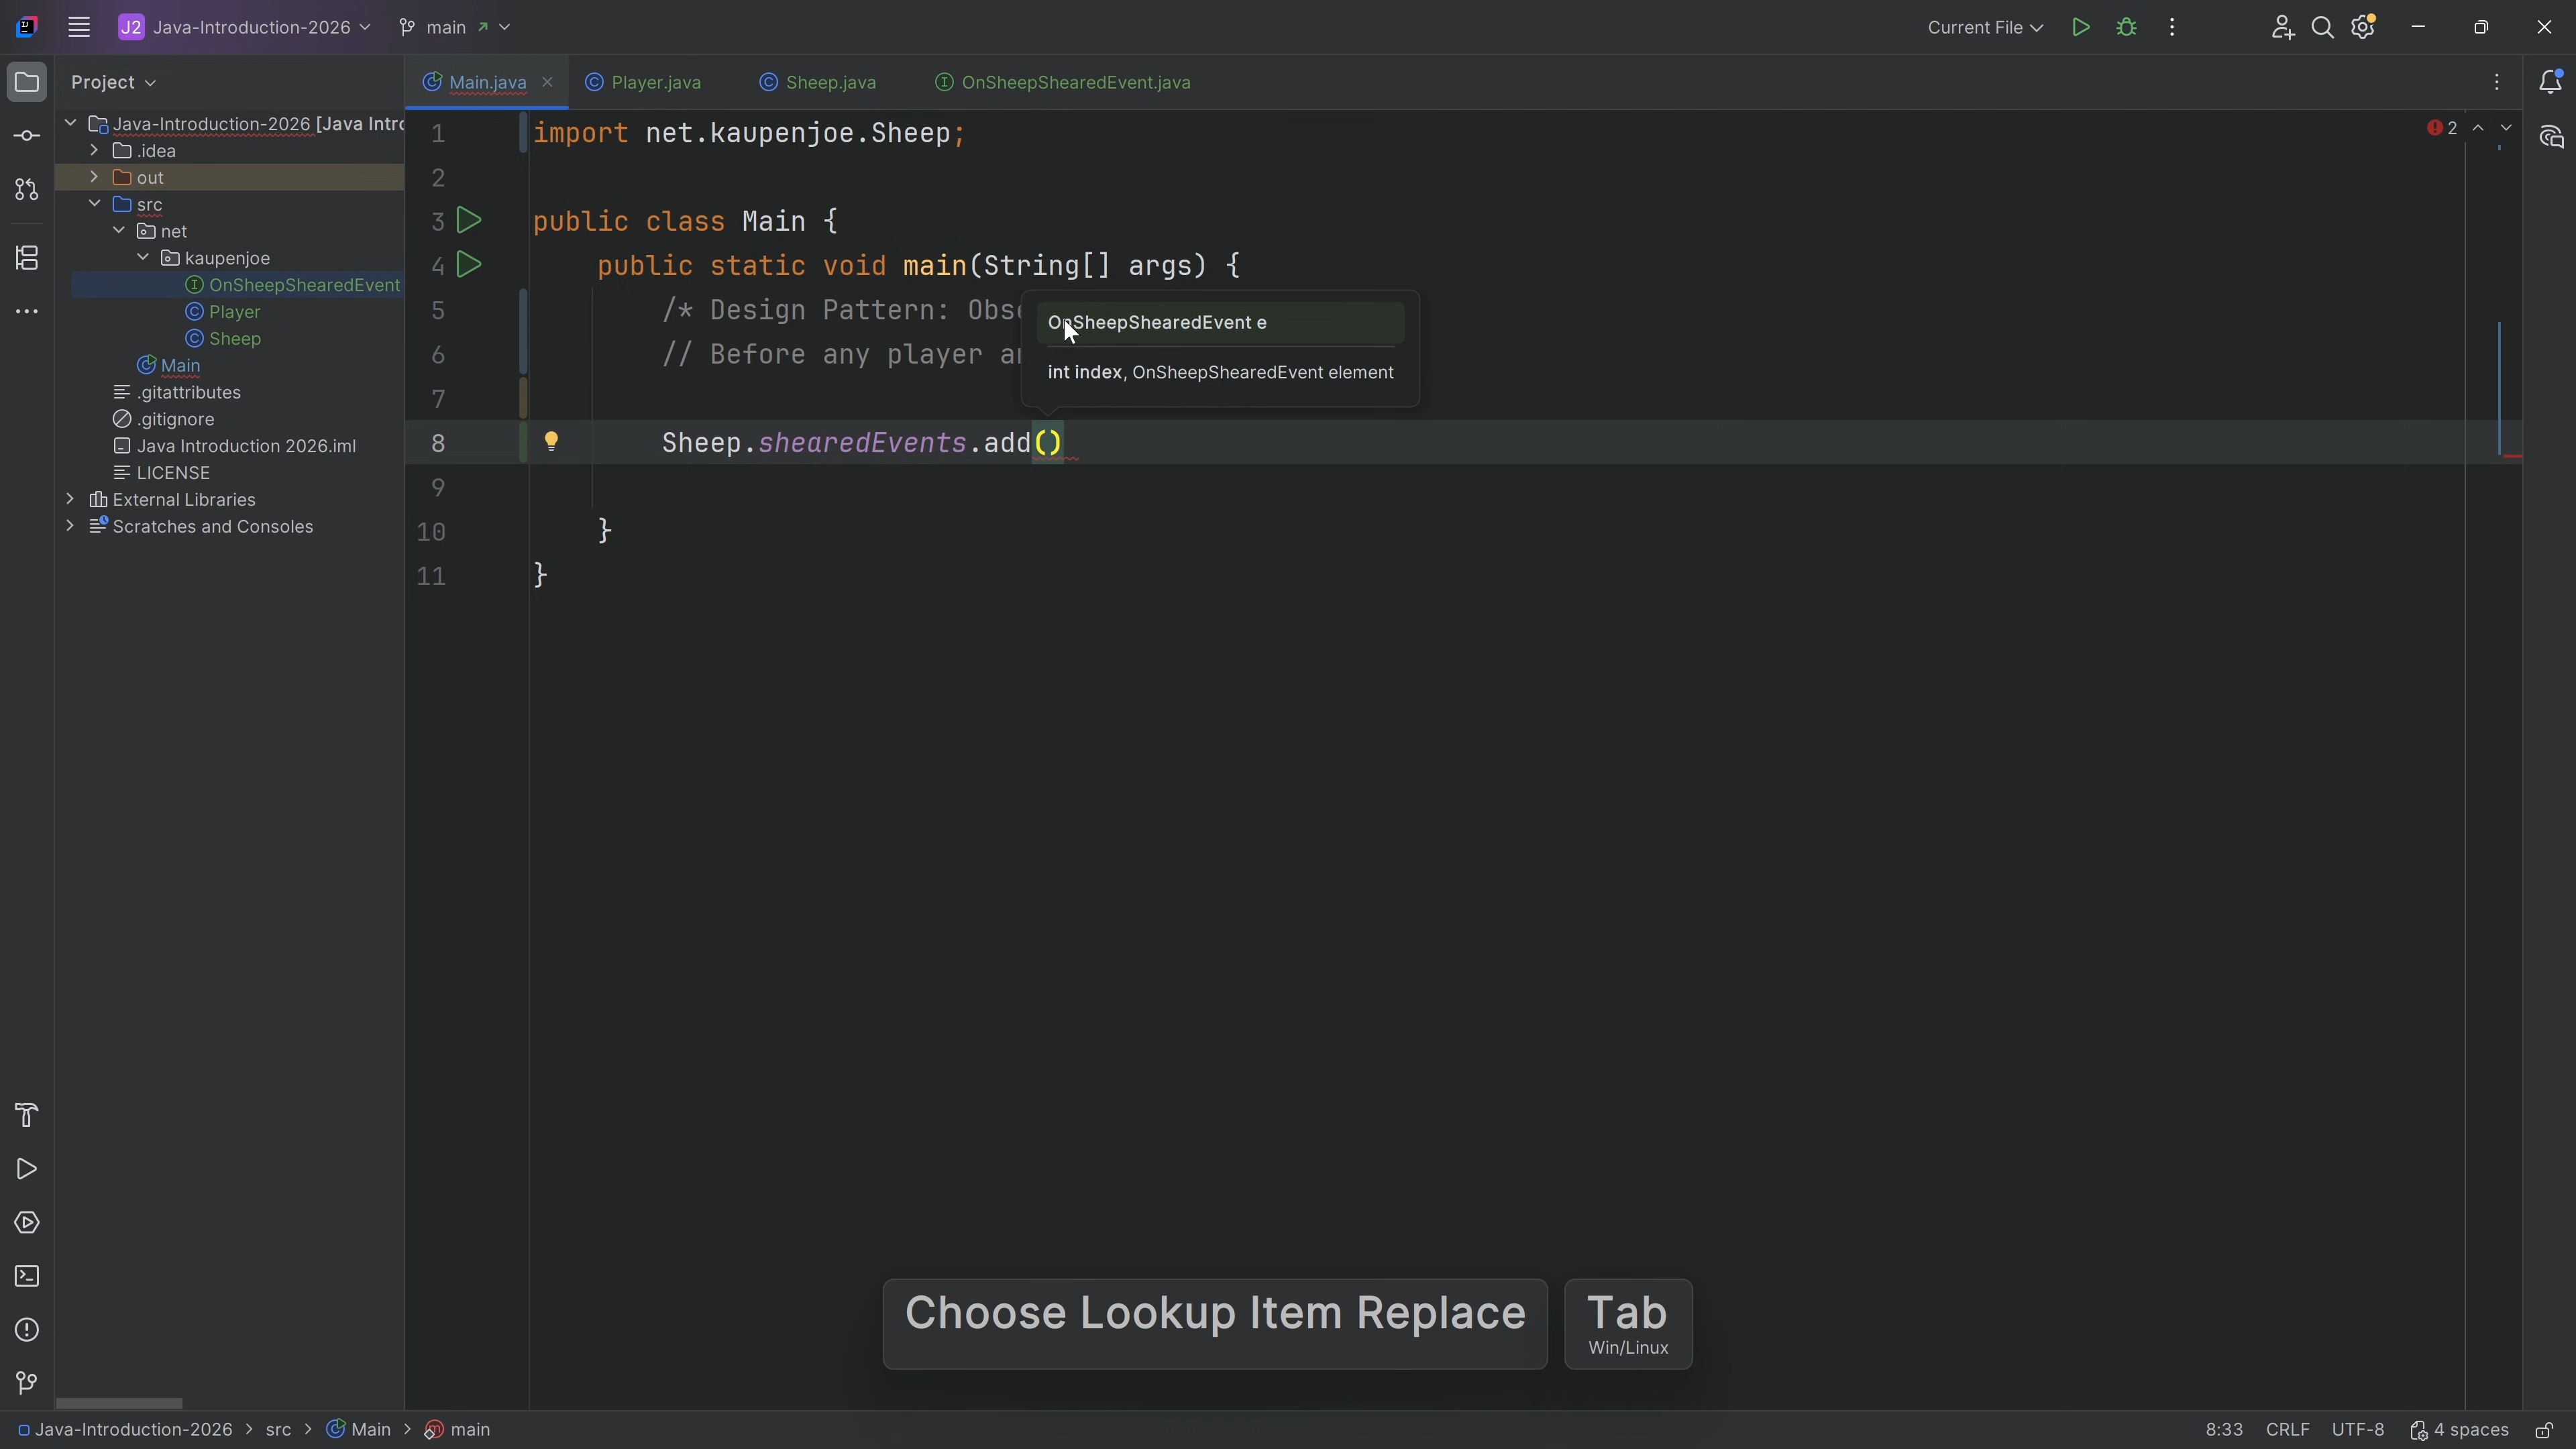 J2 Java-Introduction-2026 main Current File
Project
Main.java Player.java Sheep.java OnSheepShearedEvent.java
Java-Introduction-2026 [Java Intro
.idea
out
src
net
kaupenjoe
OnSheepShearedEvent
Player
Sheep
Main
.gitattributes
.gitignore
Java Introduction 2026.iml
LICENSE
External Libraries
Scratches and Consoles
1 import net.kaupenjoe.Sheep;
2
3 public class Main {
4 public static void main(String[] args) {
5 /* Design Pattern: Obse
6 // Before any player a
7
8 Sheep.shearedEvents.add()
9
10 }
11 }
2
OnSheepShearedEvent e
int index, OnSheepShearedEvent element
Choose Lookup Item Replace Tab
Win/Linux
Java-Introduction-2026 > src > Main > main 8:33 CRLF UTF-8 4 spaces